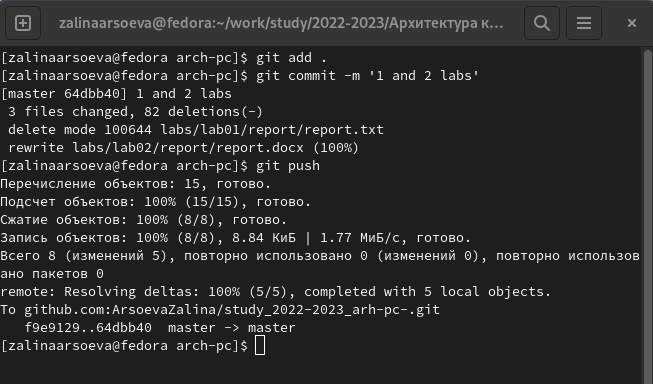 zalinaarsoeva@fedora:~/work/study/2022-2023/Архитектура к...
[zalinaarsoeva@fedora arch-pc]$ git add .
[zalinaarsoeva@fedora arch-pc]$ git commit -m '1 and 2 labs'
[master 64dbb40] 1 and 2 labs
 3 files changed, 82 deletions(-)
 delete mode 100644 labs/lab01/report/report.txt
 rewrite labs/lab02/report/report.docx (100%)
[zalinaarsoeva@fedora arch-pc]$ git push
Перечисление объектов: 15, готово.
Подсчет объектов: 100% (15/15), готово.
Сжатие объектов: 100% (8/8), готово.
Запись объектов: 100% (8/8), 8.84 КиБ | 1.77 МиБ/с, готово.
Всего 8 (изменений 5), повторно использовано 0 (изменений 0), повторно использов
ано пакетов 0
remote: Resolving deltas: 100% (5/5), completed with 5 local objects.
To github.com:ArsoevaZalina/study_2022-2023_arh-pc-.git
   f9e9129..64dbb40  master -> master
[zalinaarsoeva@fedora arch-pc]$